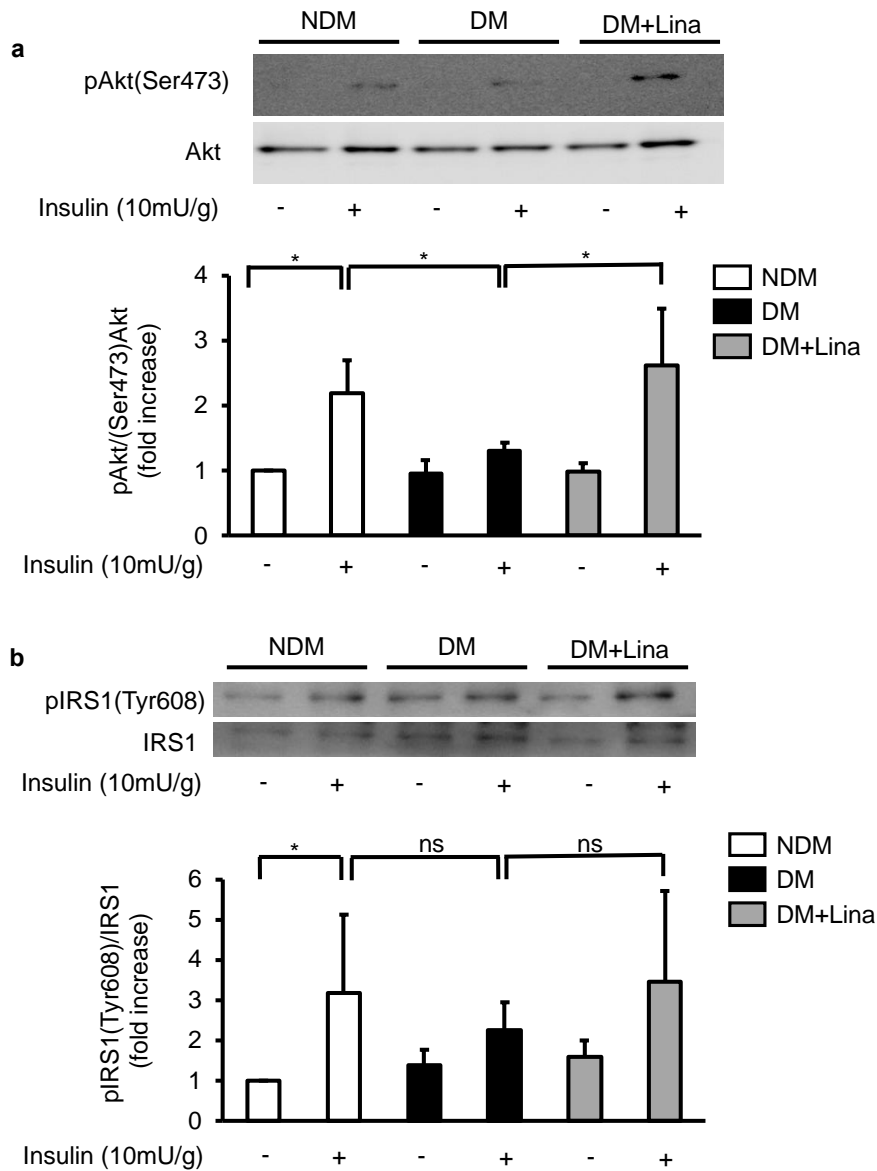 a
NDM DM DM+Lina
pAkt(Ser473)
Akt
Insulin (10mU/g) - + - + - +
* * *
pAkt/(Ser473)Akt
(fold increase)
4
3
2
1
0
NDM
DM
DM+Lina
Insulin (10mU/g) - + - + - +
b
NDM DM DM+Lina
pIRS1(Tyr608)
IRS1
Insulin (10mU/g) - + - + - +
* ns ns
pIRS1(Tyr608)/IRS1
(fold increase)
6
5
4
3
2
1
0
NDM
DM
DM+Lina
Insulin (10mU/g) - + - + - +